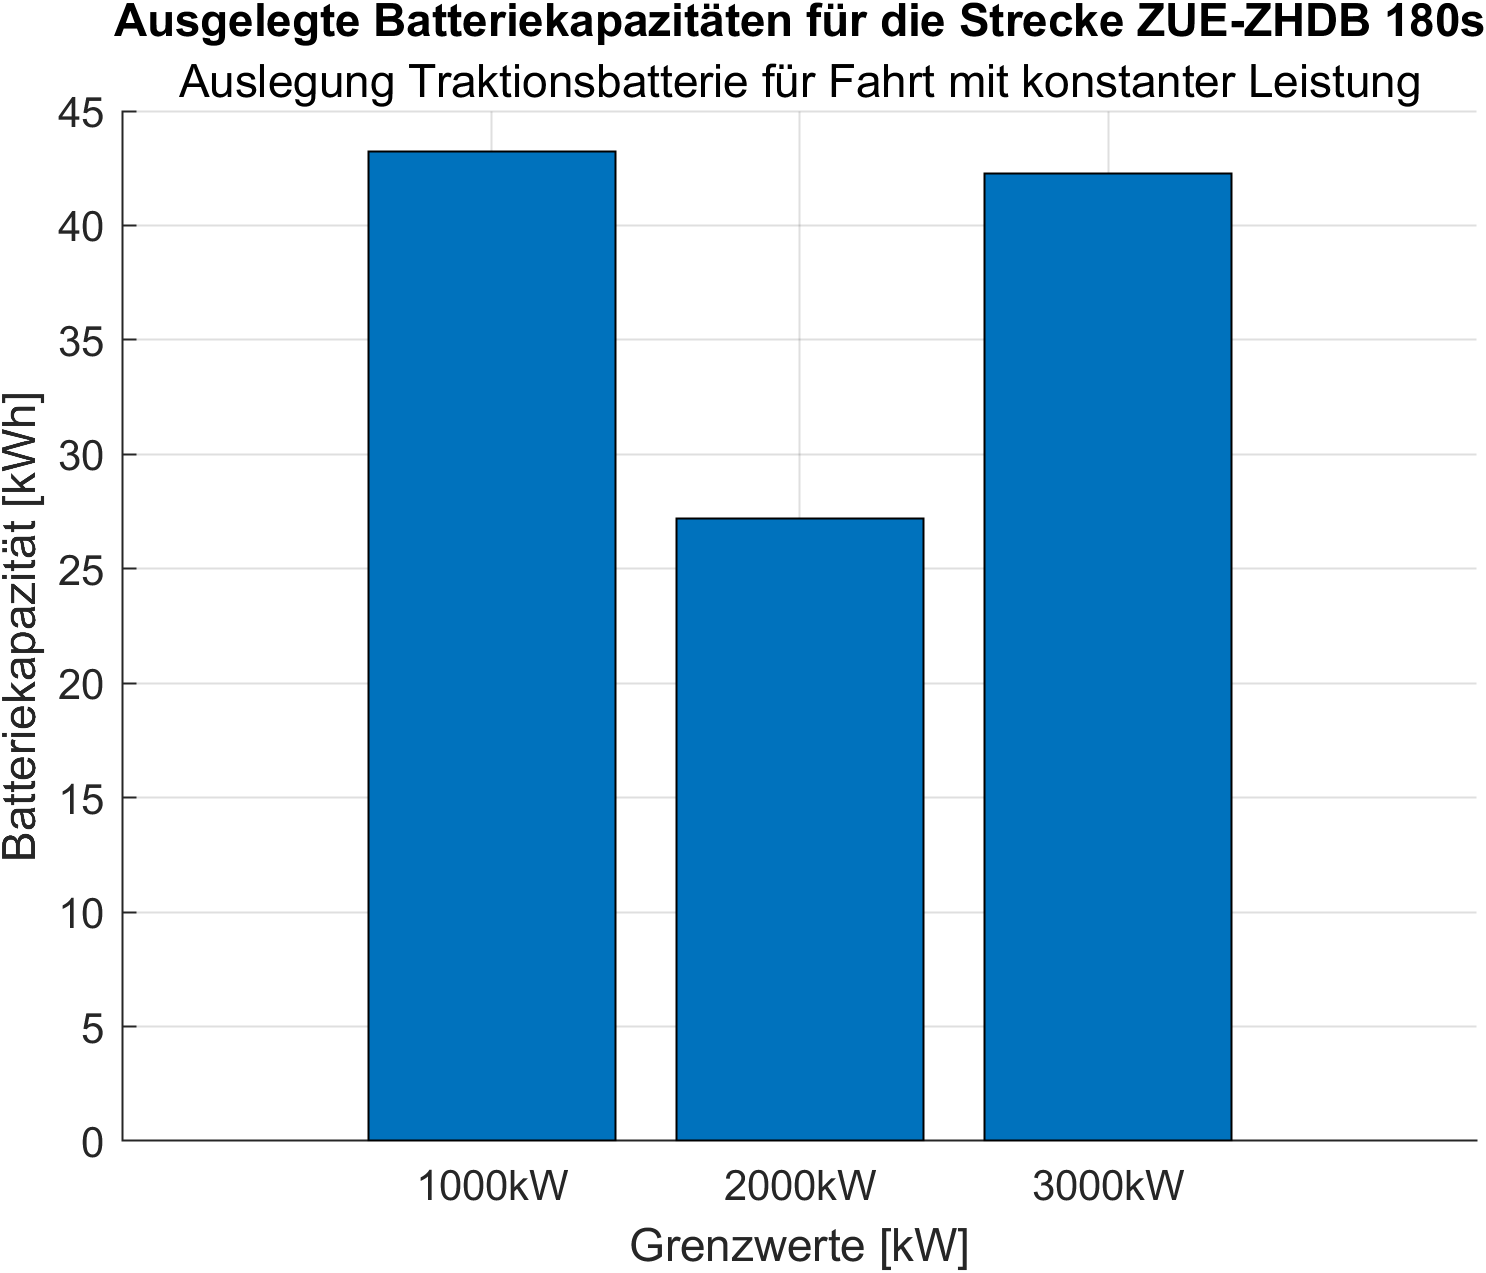 Ausgelegte Batteriekapazitäten für die Strecke ZUE-ZHDB 180s
Auslegung Traktionsbatterie für Fahrt mit konstanter Leistung
45
40
35
30
25
20
15
10
5
0
Batteriekapazität [kWh]
1000kW 2000kW 3000kW
Grenzwerte [kW]